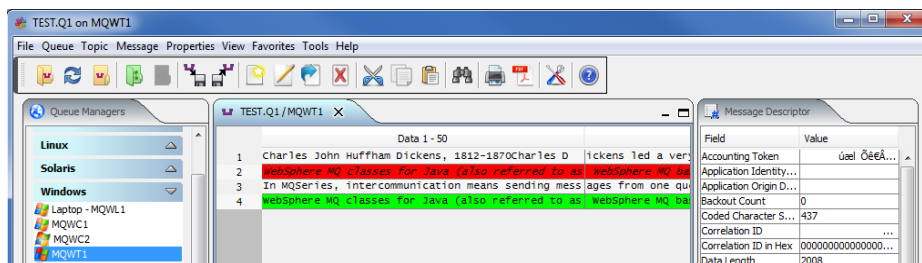 TEST.Q1 on MQWT1
File Queue Topic Message Properties View Favorites Tools Help
Queue Managers
Linux
Solaris
Windows
Laptop - MQWL1
MQWC1
MQWC2
MQWT1
TEST.Q1/MQWT1
Data 1 - 50
1 Charles John Huffham Dickens, 1812-1870Charles D ickens led a very
2 WebSphere MQ classes for Java (also referred to as WebSphere MQ ba
3 In MQSeries, intercommunication means sending mess ages from one qu
4 WebSphere MQ classes for Java (also referred to as WebSphere MQ ba
Message Descriptor
Field Value
Accounting Token
Application Identity...
Application Origin D...
Backout Count 0
Coded Character S... 437
Correlation ID ...
Correlation ID in Hex 000000000000000...
Data Length 2008